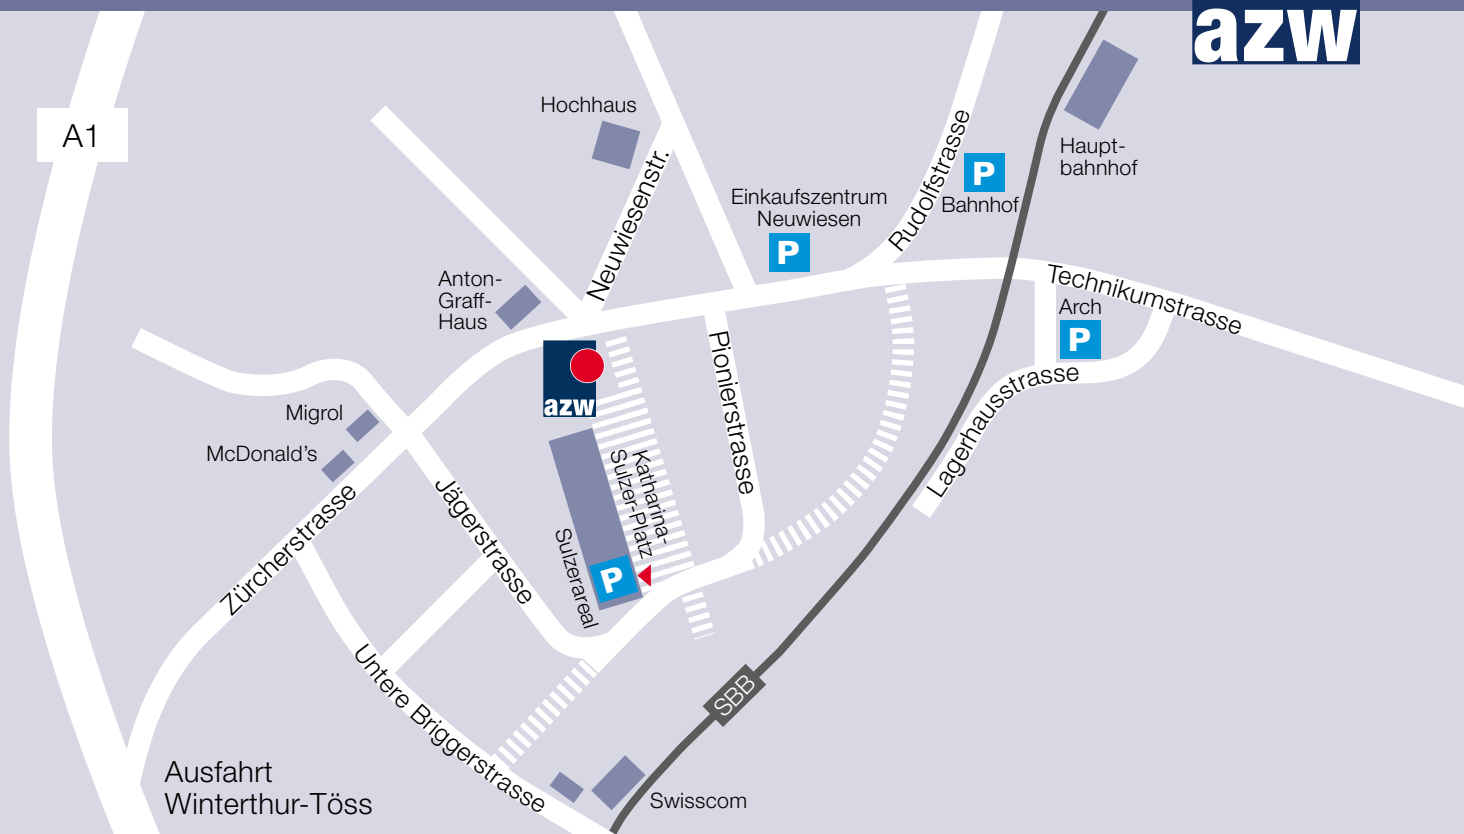 azw
A1
Hochhaus
Neuwiesenstr.
Einkaufszentrum
Neuwiesen
P
Rudolfstrasse
P
Bahnhof
Haupt-
bahnhof
Anton-
Graff-
Haus
Technikumstrasse
Arch
P
azw
Pionierstrasse
Lagerhausstrasse
Migrol
McDonald's
Zürcherstrasse
Jägerstrasse
Katharina-
Sulzer-Platz
Sulzerareal
P
Untere Briggerstrasse
SBB
Ausfahrt
Winterthur-Töss
Swisscom